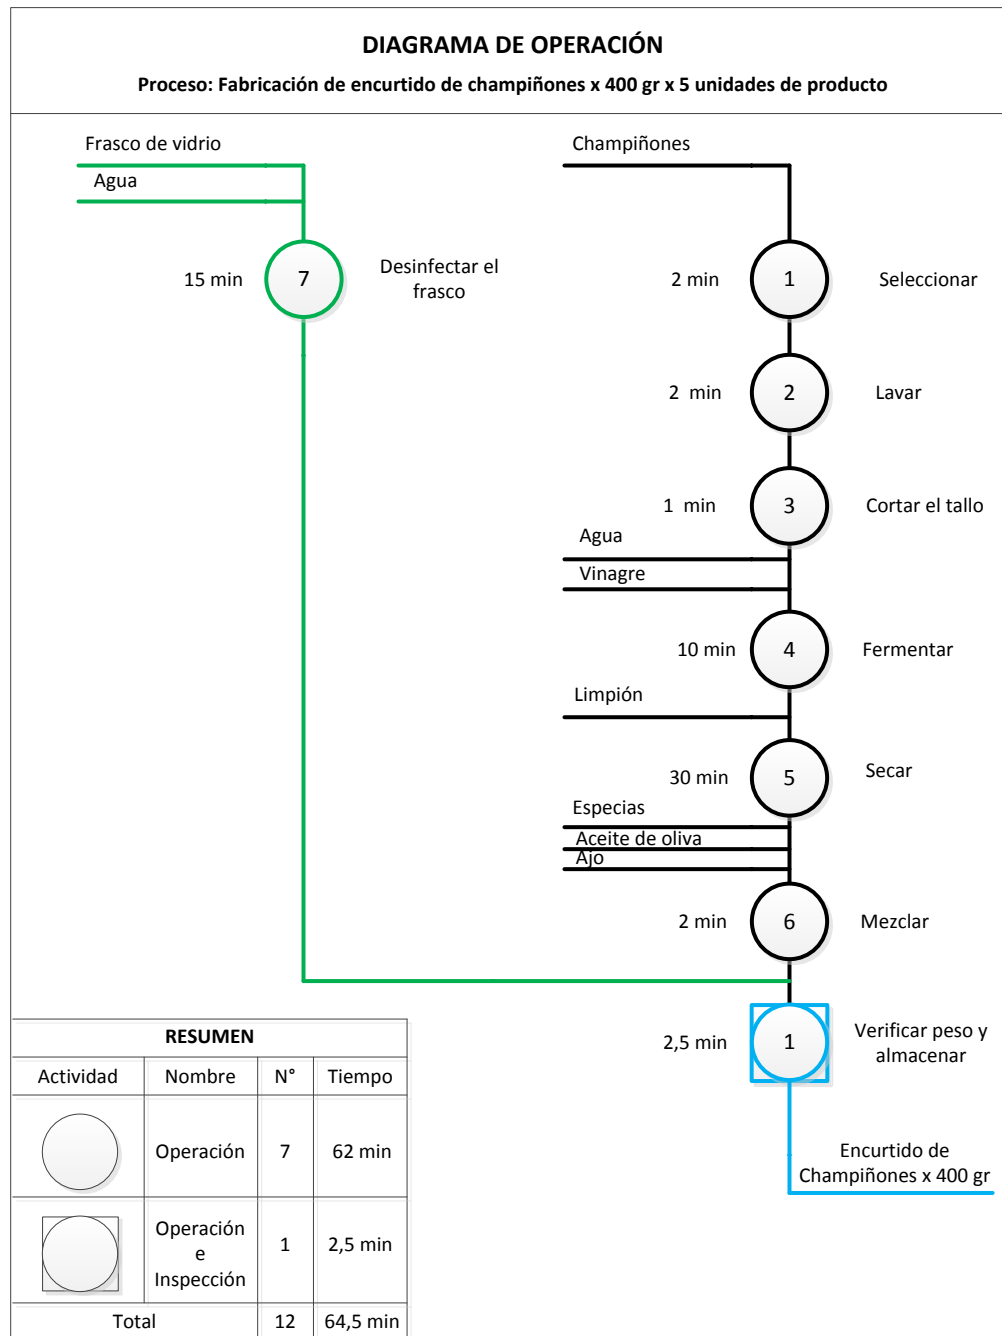 DIAGRAMA DE OPERACIÓN
Proceso: Fabricación de encurtido de champiñones x 400 gr x 5 unidades de producto
Frasco de vidrio
Agua
15 min
7
Desinfectar el
frasco
Champiñones
2 min
1
Seleccionar
2 min
2
Lavar
1 min
3
Cortar el tallo
Agua
Vinagre
10 min
4
Fermentar
Limpión
30 min
5
Secar
Especias
Aceite de oliva
Ajo
2 min
6
Mezclar
2,5 min
1
Verificar peso y
almacenar
Encurtido de
Champiñones x 400 gr
RESUMEN
Actividad Nombre N° Tiempo
Operación 7 62 min
Operación
e
Inspección
1 2,5 min
Total 12 64,5 min